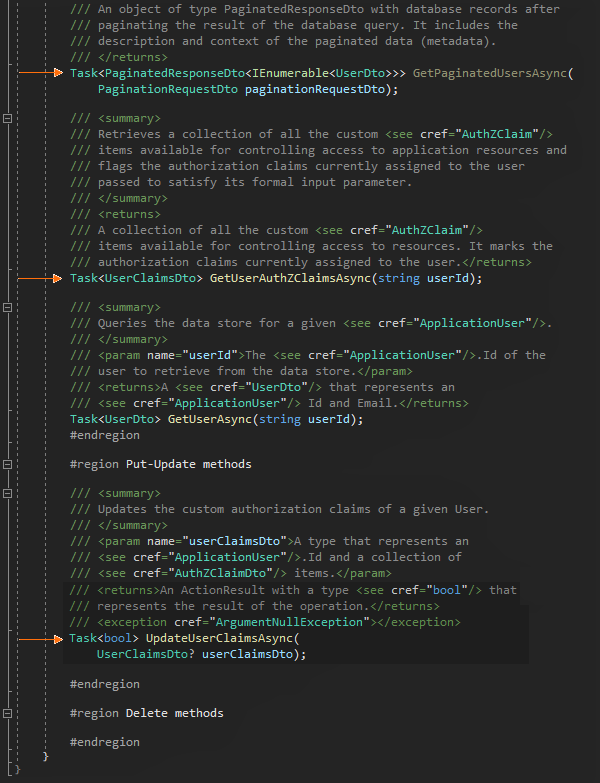 /// An object of type PaginatedResponseDto with database records after
/// paginating the result of the database query. It includes the
/// description and context of the paginated data (metadata).
/// </returns>
Task<PaginatedResponseDto<IEnumerable<UserDto>>> GetPaginatedUsersAsync(
PaginationRequestDto paginationRequestDto);
/// <summary>
/// Retrieves a collection of all the custom <see cref="AuthZClaim"/>
/// items available for controlling access to application resources and
/// flags the authorization claims currently assigned to the user
/// passed to satisfy its formal input parameter.
/// </summary>
/// <returns>
/// A collection of all the custom <see cref="AuthZClaim"/>
/// items available for controlling access to resources. It marks the
/// authorization claims currently assigned to the user.</returns>
Task<UserClaimsDto> GetUserAuthZClaimsAsync(string userId);
/// <summary>
/// Queries the data store for a given <see cref="ApplicationUser"/>.
/// </summary>
/// <param name="userId">The <see cref="ApplicationUser"/>.Id of the
/// user to retrieve from the data store.</param>
/// <returns>A <see cref="UserDto"/> that represents an
/// <see cref="ApplicationUser"/> Id and Email.</returns>
Task<UserDto> GetUserAsync(string userId);
#endregion
#region Put-Update methods
/// <summary>
/// Updates the custom authorization claims of a given User.
/// </summary>
/// <param name="userClaimsDto">A type that represents an
/// <see cref="ApplicationUser"/>.Id and a collection of
/// <see cref="AuthZClaimDto"/> items.</param>
/// <returns>An ActionResult with a type <see cref="bool"/> that
/// represents the result of the operation.</returns>
/// <exception cref="ArgumentNullException"></exception>
Task<bool> UpdateUserClaimsAsync(
UserClaimsDto? userClaimsDto);
#endregion
#region Delete methods
#endregion
}
}